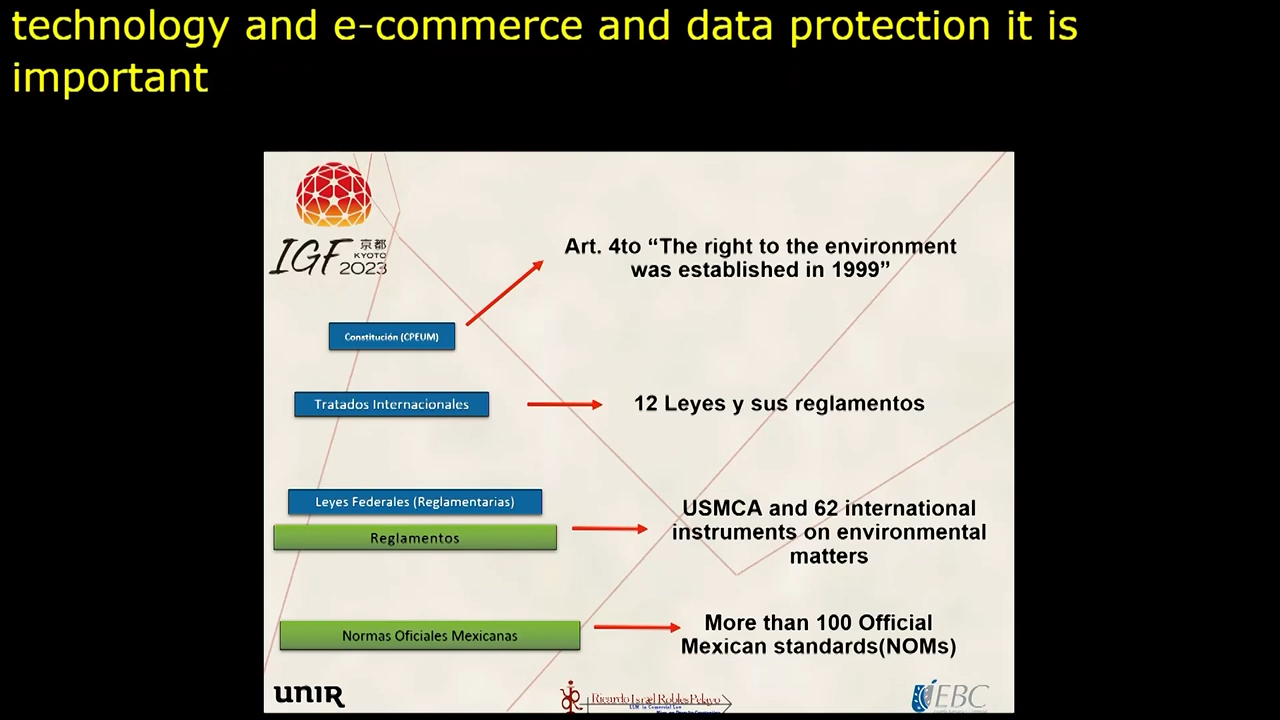 technology and e-commerce and data protection it is
important
IGF 京都
KYOTO
2023
Art. 4to “The right to the environment
was established in 1999”
Constitución (CPEUM)
Tratados Internacionales
12 Leyes y sus reglamentos
Leyes Federales (Reglamentarias)
Reglamentos
USMCA and 62 international
instruments on environmental
matters
Normas Oficiales Mexicanas
More than 100 Official
Mexican standards(NOMs)
unir
Ricardo Israel Robles Pelayo
EBC